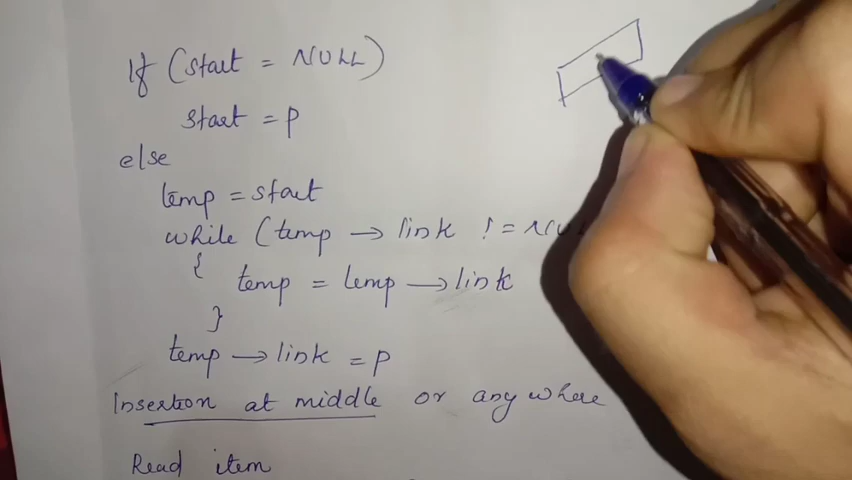 If (start = NULL)
start = p
else
temp = start
while (temp → link ! = NU
{ temp = temp → link
}
temp → link = p
Insertion at middle or any where
Read item